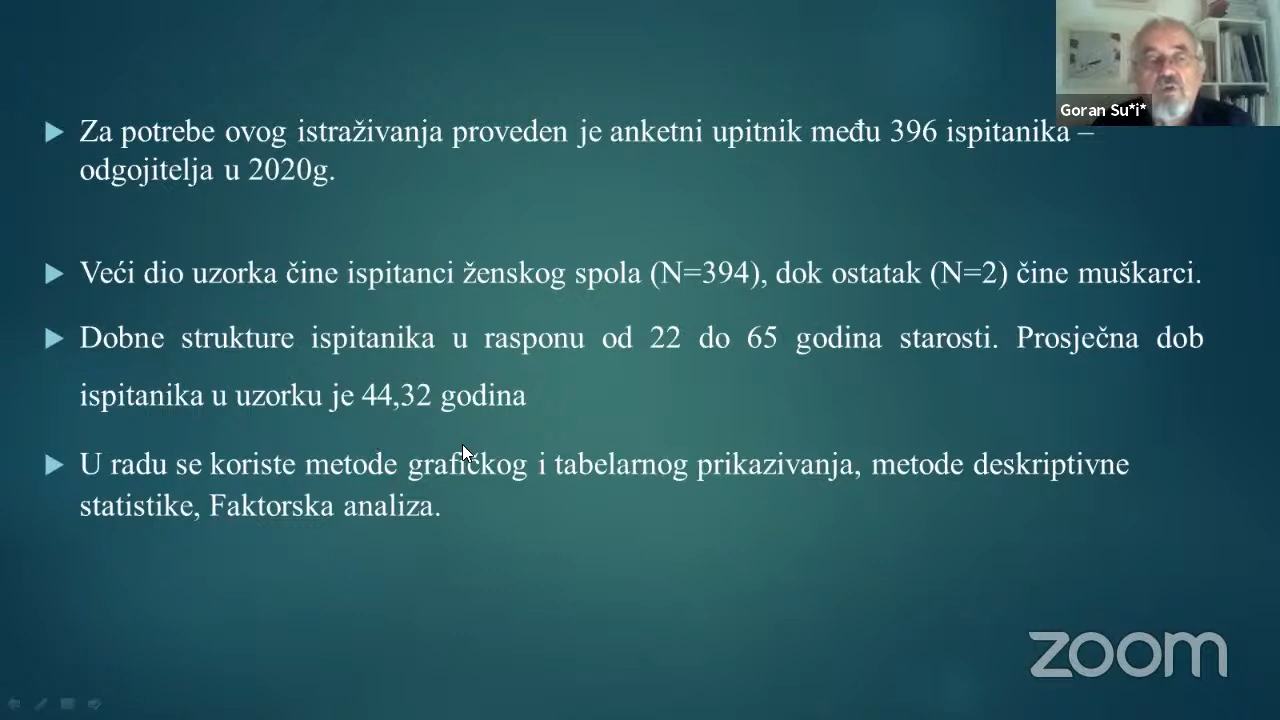 Goran Su*i*
Za potrebe ovog istraživanja proveden je anketni upitnik među 396 ispitanika –
odgojitelja u 2020g.
Veći dio uzorka čine ispitanci ženskog spola (N=394), dok ostatak (N=2) čine muškarci.
Dobne strukture ispitanika u rasponu od 22 do 65 godina starosti. Prosječna dob
ispitanika u uzorku je 44,32 godina
U radu se koriste metode grafičkog i tabelarnog prikazivanja, metode deskriptivne
statistike, Faktorska analiza.
zoom